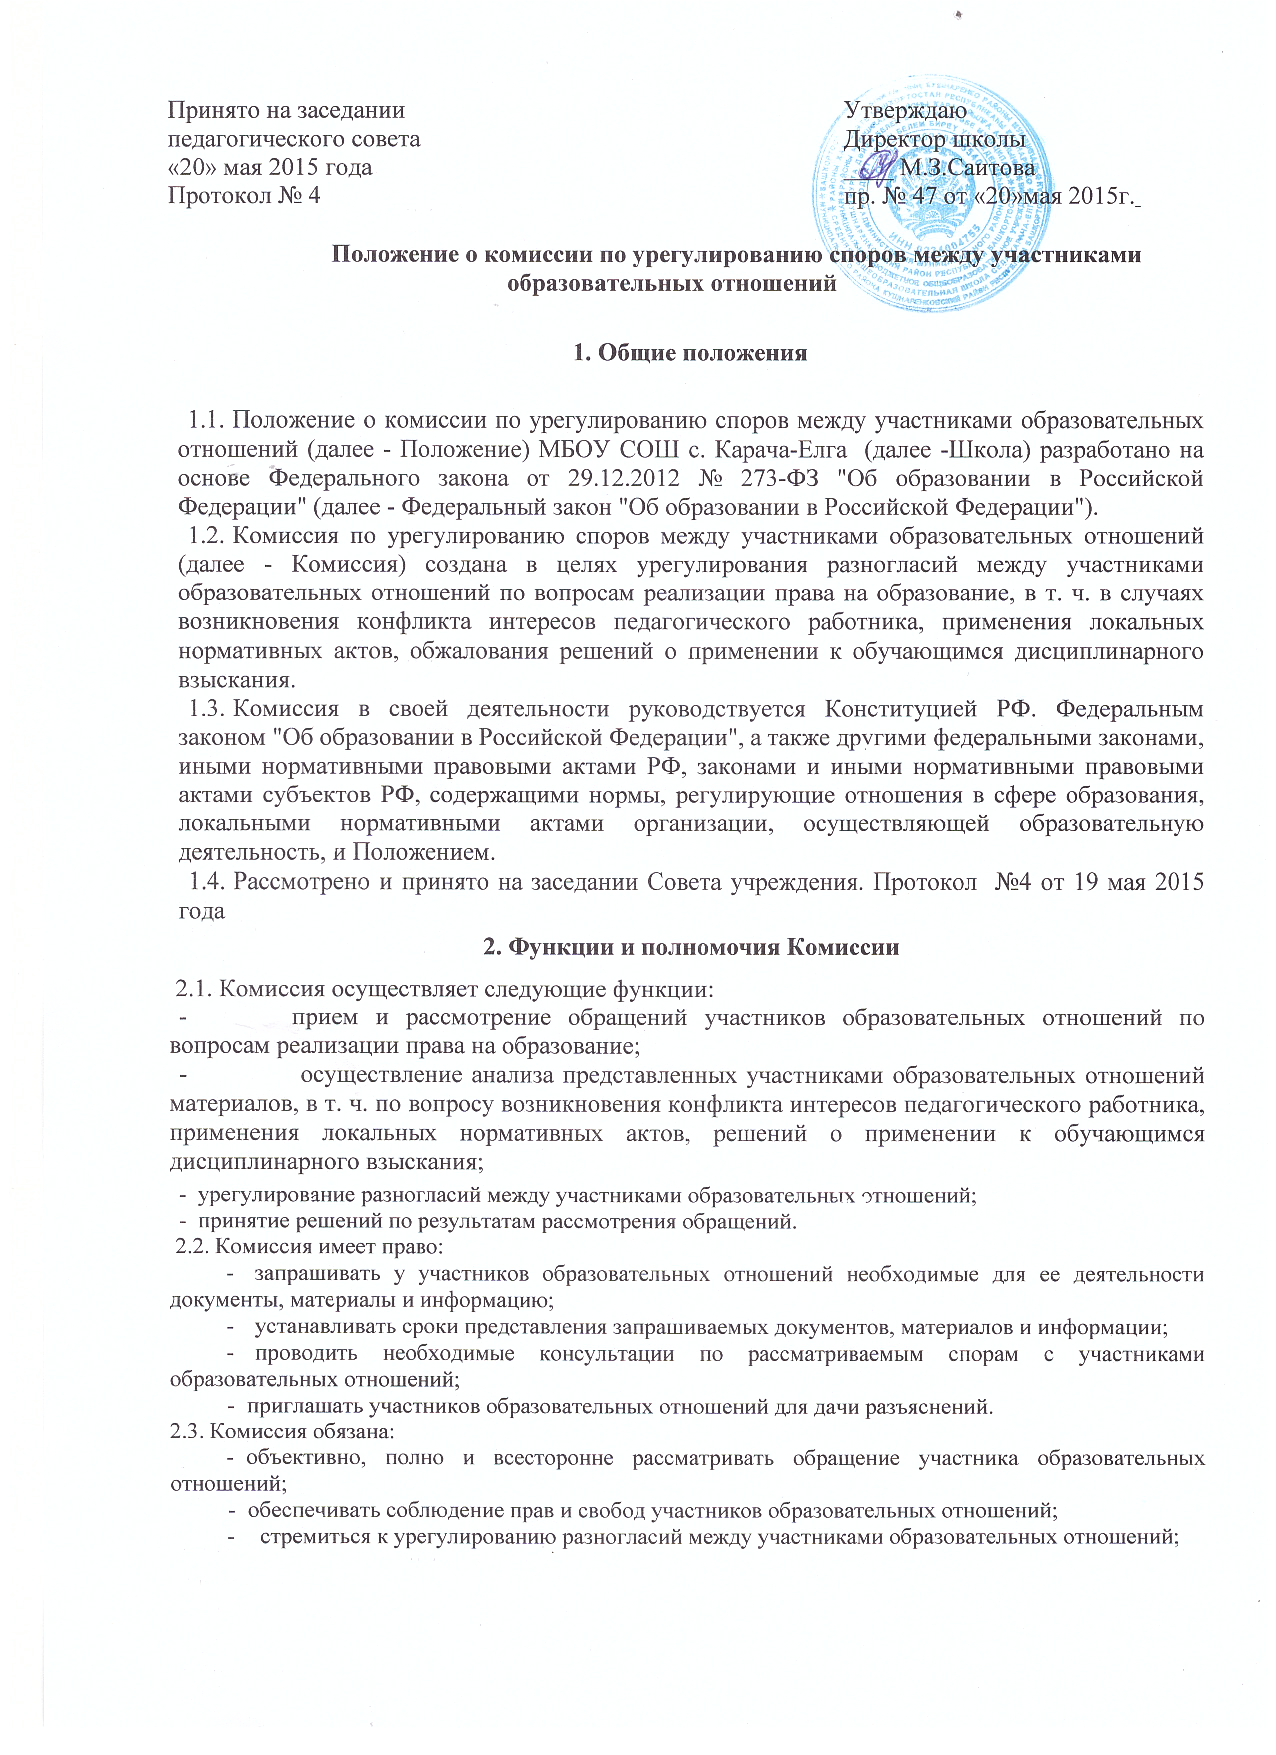 Принято на заседании
педагогического совета
«20» мая 2015 года
Протокол № 4
Утверждаю
Директор школы
____ М.З.Саитова
пр. № 47 от «20»мая 2015г._
Положение о комиссии по урегулированию споров между участниками
образовательных отношений
1. Общие положения
1.1. Положение о комиссии по урегулированию споров между участниками образовательных
отношений (далее - Положение) МБОУ СОШ с. Карача-Елга (далее -Школа) разработано на
основе Федерального закона от 29.12.2012 № 273-ФЗ "Об образовании в Российской
Федерации" (далее - Федеральный закон "Об образовании в Российской Федерации").
1.2. Комиссия по урегулированию споров между участниками образовательных отношений
(далее - Комиссия) создана в целях урегулирования разногласий между участниками
образовательных отношений по вопросам реализации права на образование, в т. ч. в случаях
возникновения конфликта интересов педагогического работника, применения локальных
нормативных актов, обжалования решений о применении к обучающимся дисциплинарного
взыскания.
1.3. Комиссия в своей деятельности руководствуется Конституцией РФ. Федеральным
законом "Об образовании в Российской Федерации", а также другими федеральными законами,
иными нормативными правовыми актами РФ, законами и иными нормативными правовыми
актами субъектов РФ, содержащими нормы, регулирующие отношения в сфере образования,
локальными нормативными актами организации, осуществляющей образовательную
деятельность, и Положением.
1.4. Рассмотрено и принято на заседании Совета учреждения. Протокол №4 от 19 мая 2015
года
2. Функции и полномочия Комиссии
2.1. Комиссия осуществляет следующие функции:
- прием и рассмотрение обращений участников образовательных отношений по
вопросам реализации права на образование;
- осуществление анализа представленных участниками образовательных отношений
материалов, в т. ч. по вопросу возникновения конфликта интересов педагогического работника,
применения локальных нормативных актов, решений о применении к обучающимся
дисциплинарного взыскания;
- урегулирование разногласий между участниками образовательных отношений;
- принятие решений по результатам рассмотрения обращений.
2.2. Комиссия имеет право:
- запрашивать у участников образовательных отношений необходимые для ее деятельности
документы, материалы и информацию;
- устанавливать сроки представления запрашиваемых документов, материалов и информации;
- проводить необходимые консультации по рассматриваемым спорам с участниками
образовательных отношений;
- приглашать участников образовательных отношений для дачи разъяснений.
2.3. Комиссия обязана:
- объективно, полно и всесторонне рассматривать обращение участника образовательных
отношений;
- обеспечивать соблюдение прав и свобод участников образовательных отношений;
- стремиться к урегулированию разногласий между участниками образовательных отношений;